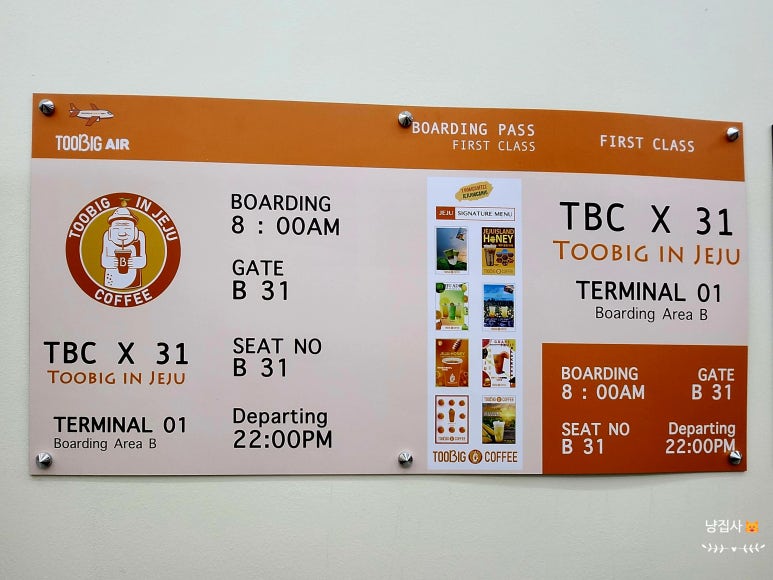 TOOBIG AIR
BOARDING PASS
FIRST CLASS
FIRST CLASS
TOOBIG IN JEJU
COFFEE
BOARDING
8 : 00AM
GATE
B 31
SEAT NO
B 31
Departing
22:00PM
TBC X 31
TOOBIG IN JEJU
TERMINAL 01
Boarding Area B
JEJU SIGNATURE MENU
JEJUISLAND
HONEY
JEJU HONEY
TOOBIG COFFEE
TBC X 31
TOOBIG IN JEJU
TERMINAL 01
Boarding Area B
BOARDING
8 : 00AM
GATE
B 31
SEAT NO
B 31
Departing
22:00PM
냥집사